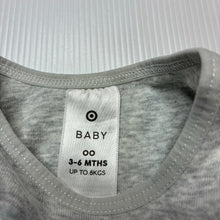 BABY
00
3-6 MTHS
UP TO 8KGS